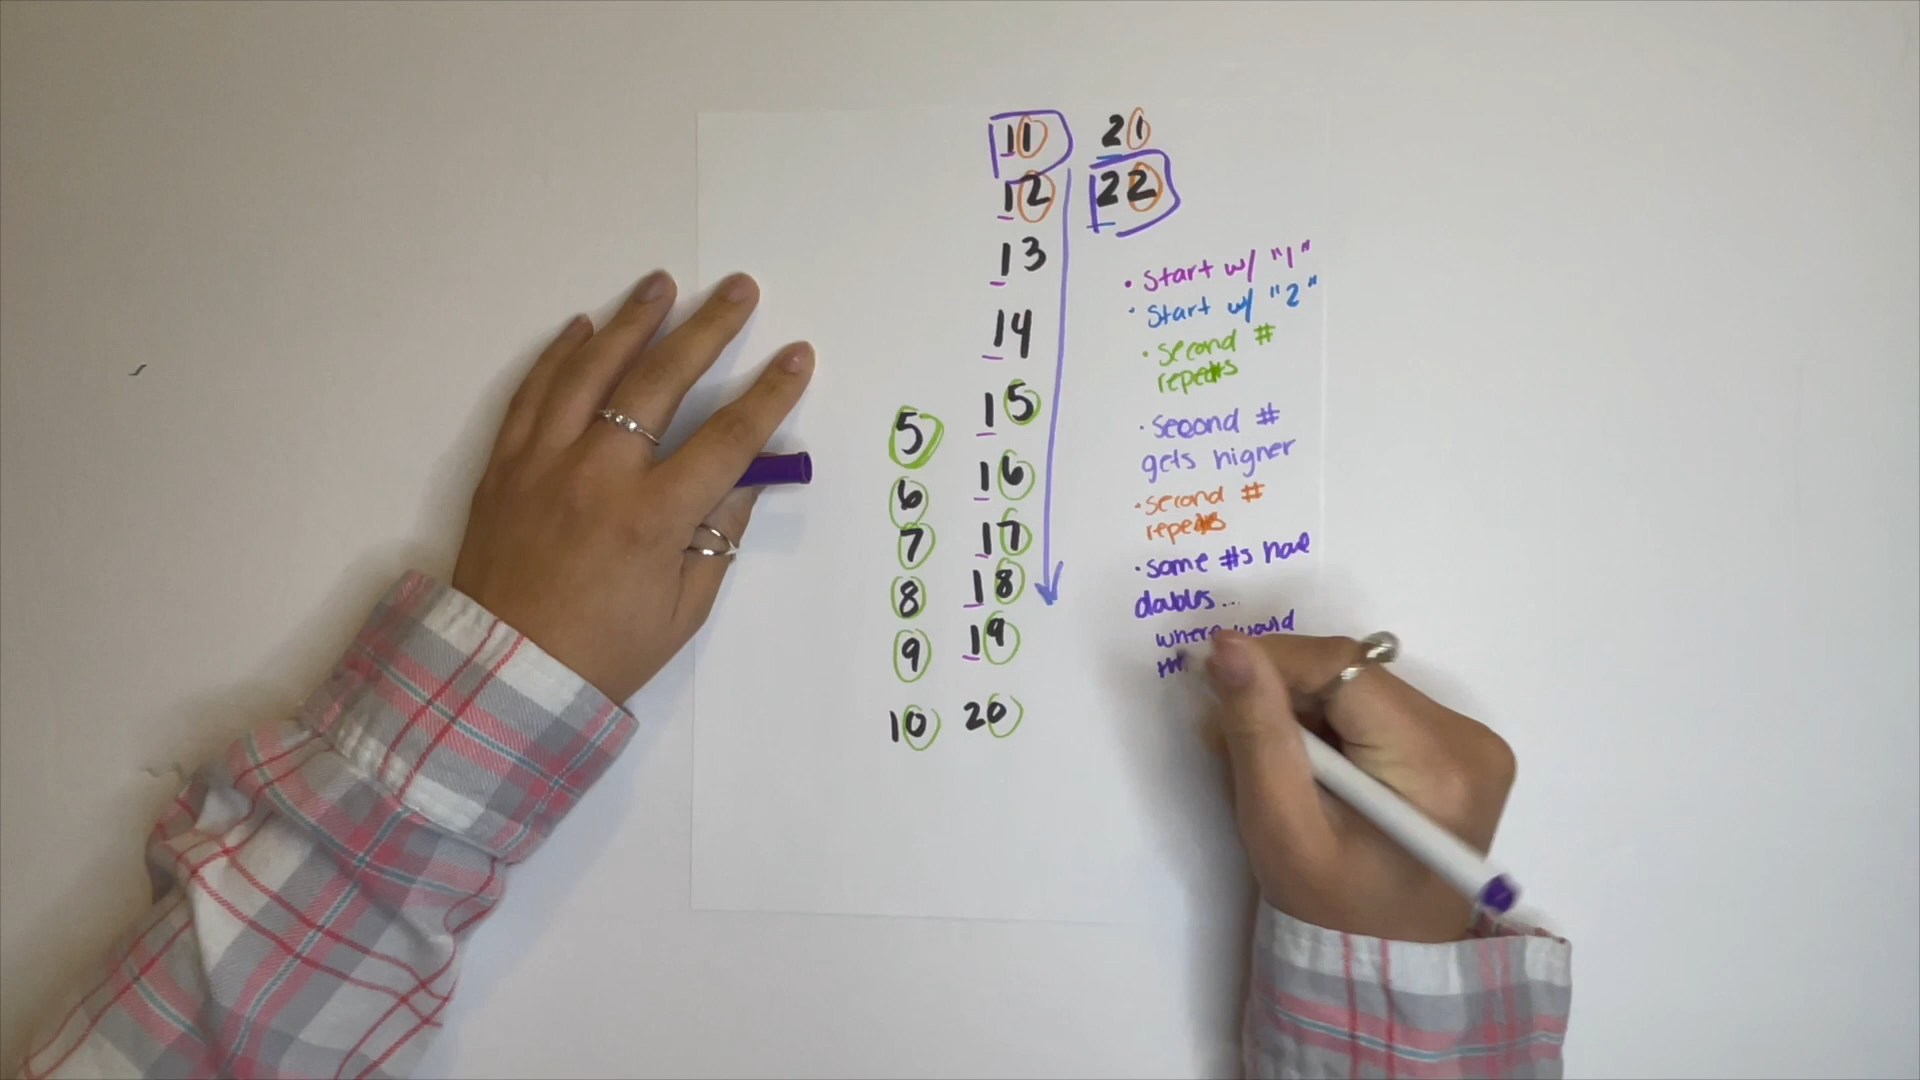 11 21
12 22
13
14
15
5
16
6
17
7
18
8
19
9
10 20
• Start w/ "1"
• Start w/ "2"
• Second #
repeats
• second #
gets higher
• second #
repeats
• some #s have
doubles...
where would